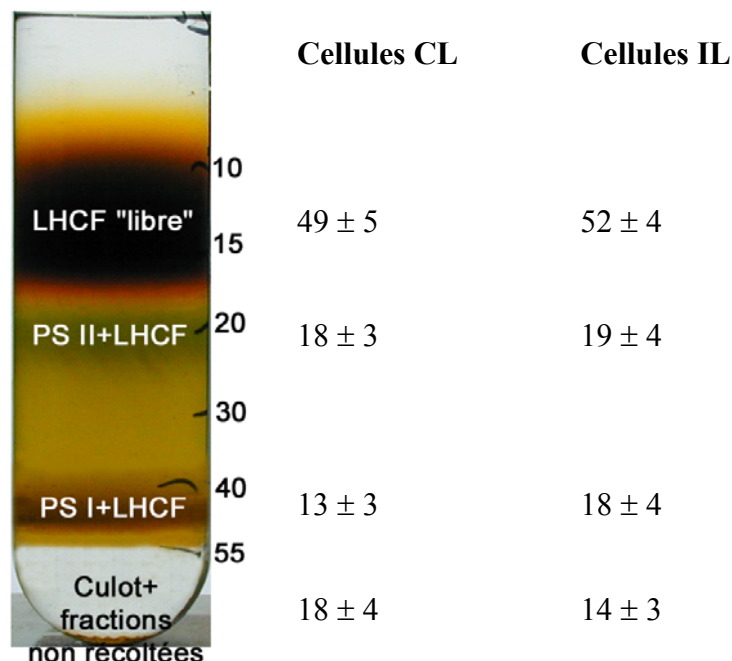 Cellules CL Cellules IL
10
LHCF "libre" 49 ± 5 52 ± 4
15
20
PS II+LHCF 18 ± 3 19 ± 4
30
40
PS I+LHCF 13 ± 3 18 ± 4
55
Culot+
fractions 18 ± 4 14 ± 3
non récoltées